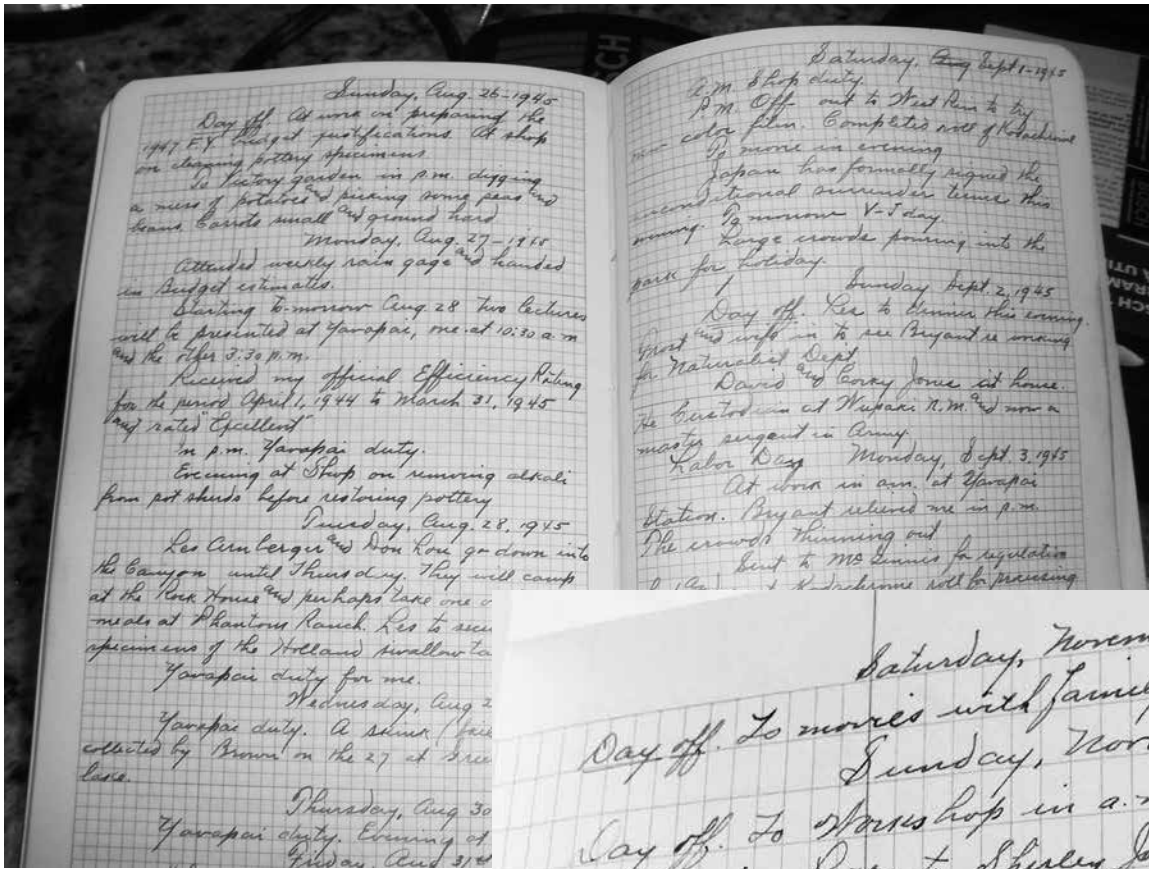 Sunday, Aug. 26-1945
Day off. At work on preparing the
1947 F.Y. budget justifications. At shop
on cleaning pottery specimens
To Victory garden in p.m. digging
a mess of potatoes and picking some peas and
beans. Carrots small and ground hard
Monday, Aug. 27-1945
Attended weekly rain gage and handed
in Budget estimates.
Starting to-morrow Aug. 28 two lectures
will be presented at Yavapai, one at 10:30 a.m
and the other 3:30 p.m.
Received my official Efficiency Rating
for the period April 1, 1944 to March 31, 1945
and rated "Excellent"
In p.m. Yavapai duty.
Evening at Shop on removing alkali
from pot sherds before restoring pottery
Tuesday, Aug. 28, 1945
Les Arnberger and Don Low go down into
the Canyon until Thursday. They will camp
at the Rock House and perhaps take one o
meals at Phantom Ranch. Les to secu
specimens of the Holland swallow ta
Yavapai duty for me.
Wednesday, Aug 2
Yavapai duty. A
collected by Brown on the 27 at
lake.
Thursday, Aug 30
Yavapai duty. Evening at
Friday, Aug 31
Saturday, Aug Sept 1-1945
A.M. Shop duty.
P.M. Off out to West Rim to try
new color film. Completed roll of Kodachrome
To movie in evening
Japan has formally signed the
unconditional surrender terms this
evening. To morrow V-J day.
Large crowds pouring into the
park for holiday.
Sunday Sept. 2, 1945
Day off. Les to dinner this evening.
and wife in to see Bryant re working
for Naturalist Dept.
David and Corky Jones at house.
He Custodian at Wupaki N.M. and now a
master sergent in Army.
Labor Day Monday, Sept. 3, 1945
At work in a.m. at Yavapai
Station. Bryant relieved me in p.m.
The crowds thinning out
Sent to McGinnis for regulation
Kodachrome roll for processing
Saturday, Novem
Day off. To movies with famil
Sunday, Nov
Day off. To Workshop in a.m
to Shirley